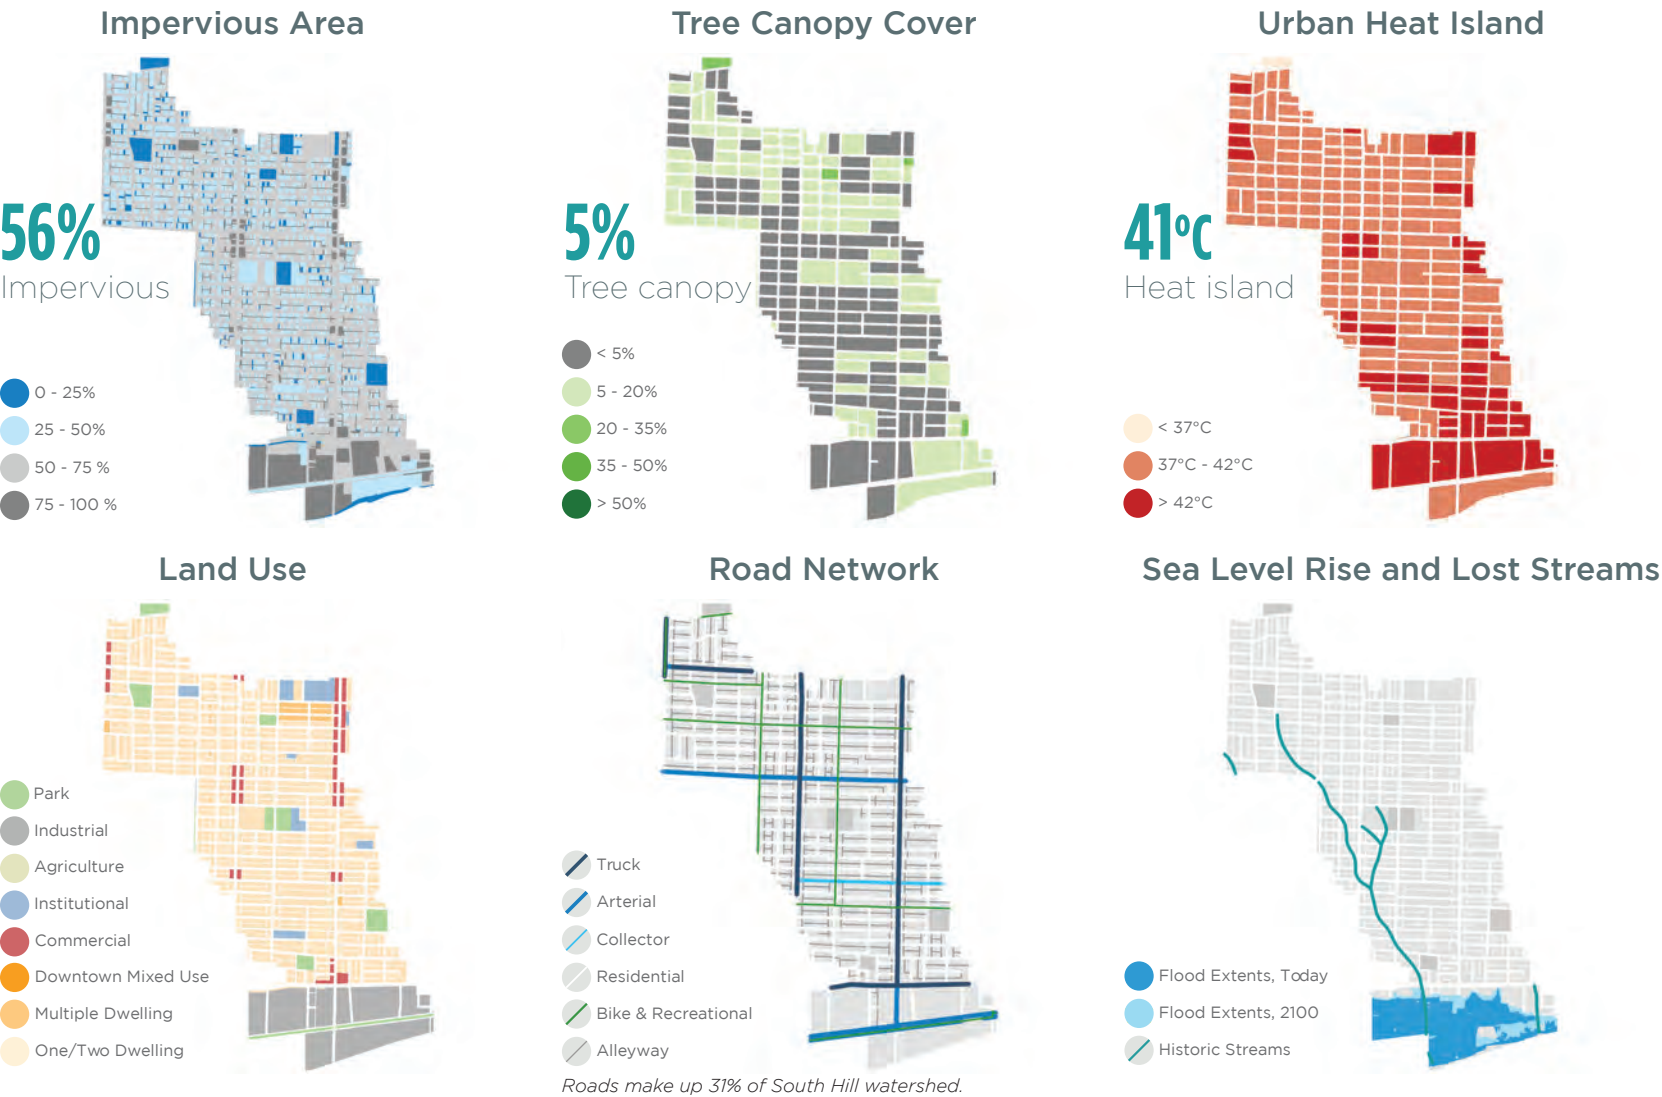 Impervious Area
56%
Impervious
0 - 25%
25 - 50%
50 - 75 %
75 - 100 %
Tree Canopy Cover
5%
Tree canopy
< 5%
5 - 20%
20 - 35%
35 - 50%
> 50%
Urban Heat Island
41°C
Heat island
< 37°C
37°C - 42°C
> 42°C
Land Use
Park
Industrial
Agriculture
Institutional
Commercial
Downtown Mixed Use
Multiple Dwelling
One/Two Dwelling
Road Network
Truck
Arterial
Collector
Residential
Bike & Recreational
Alleyway
Roads make up 31% of South Hill watershed.
Sea Level Rise and Lost Streams
Flood Extents, Today
Flood Extents, 2100
Historic Streams